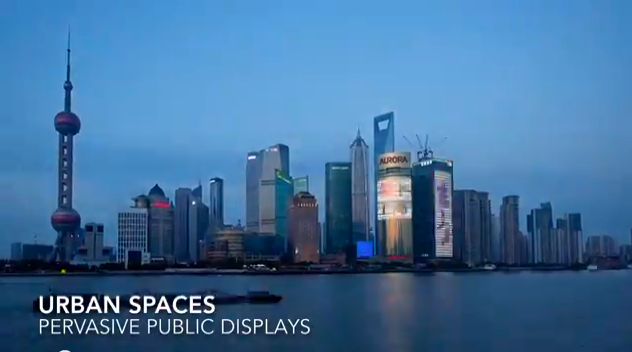 AURORA
URBAN SPACES
PERVASIVE PUBLIC DISPLAYS